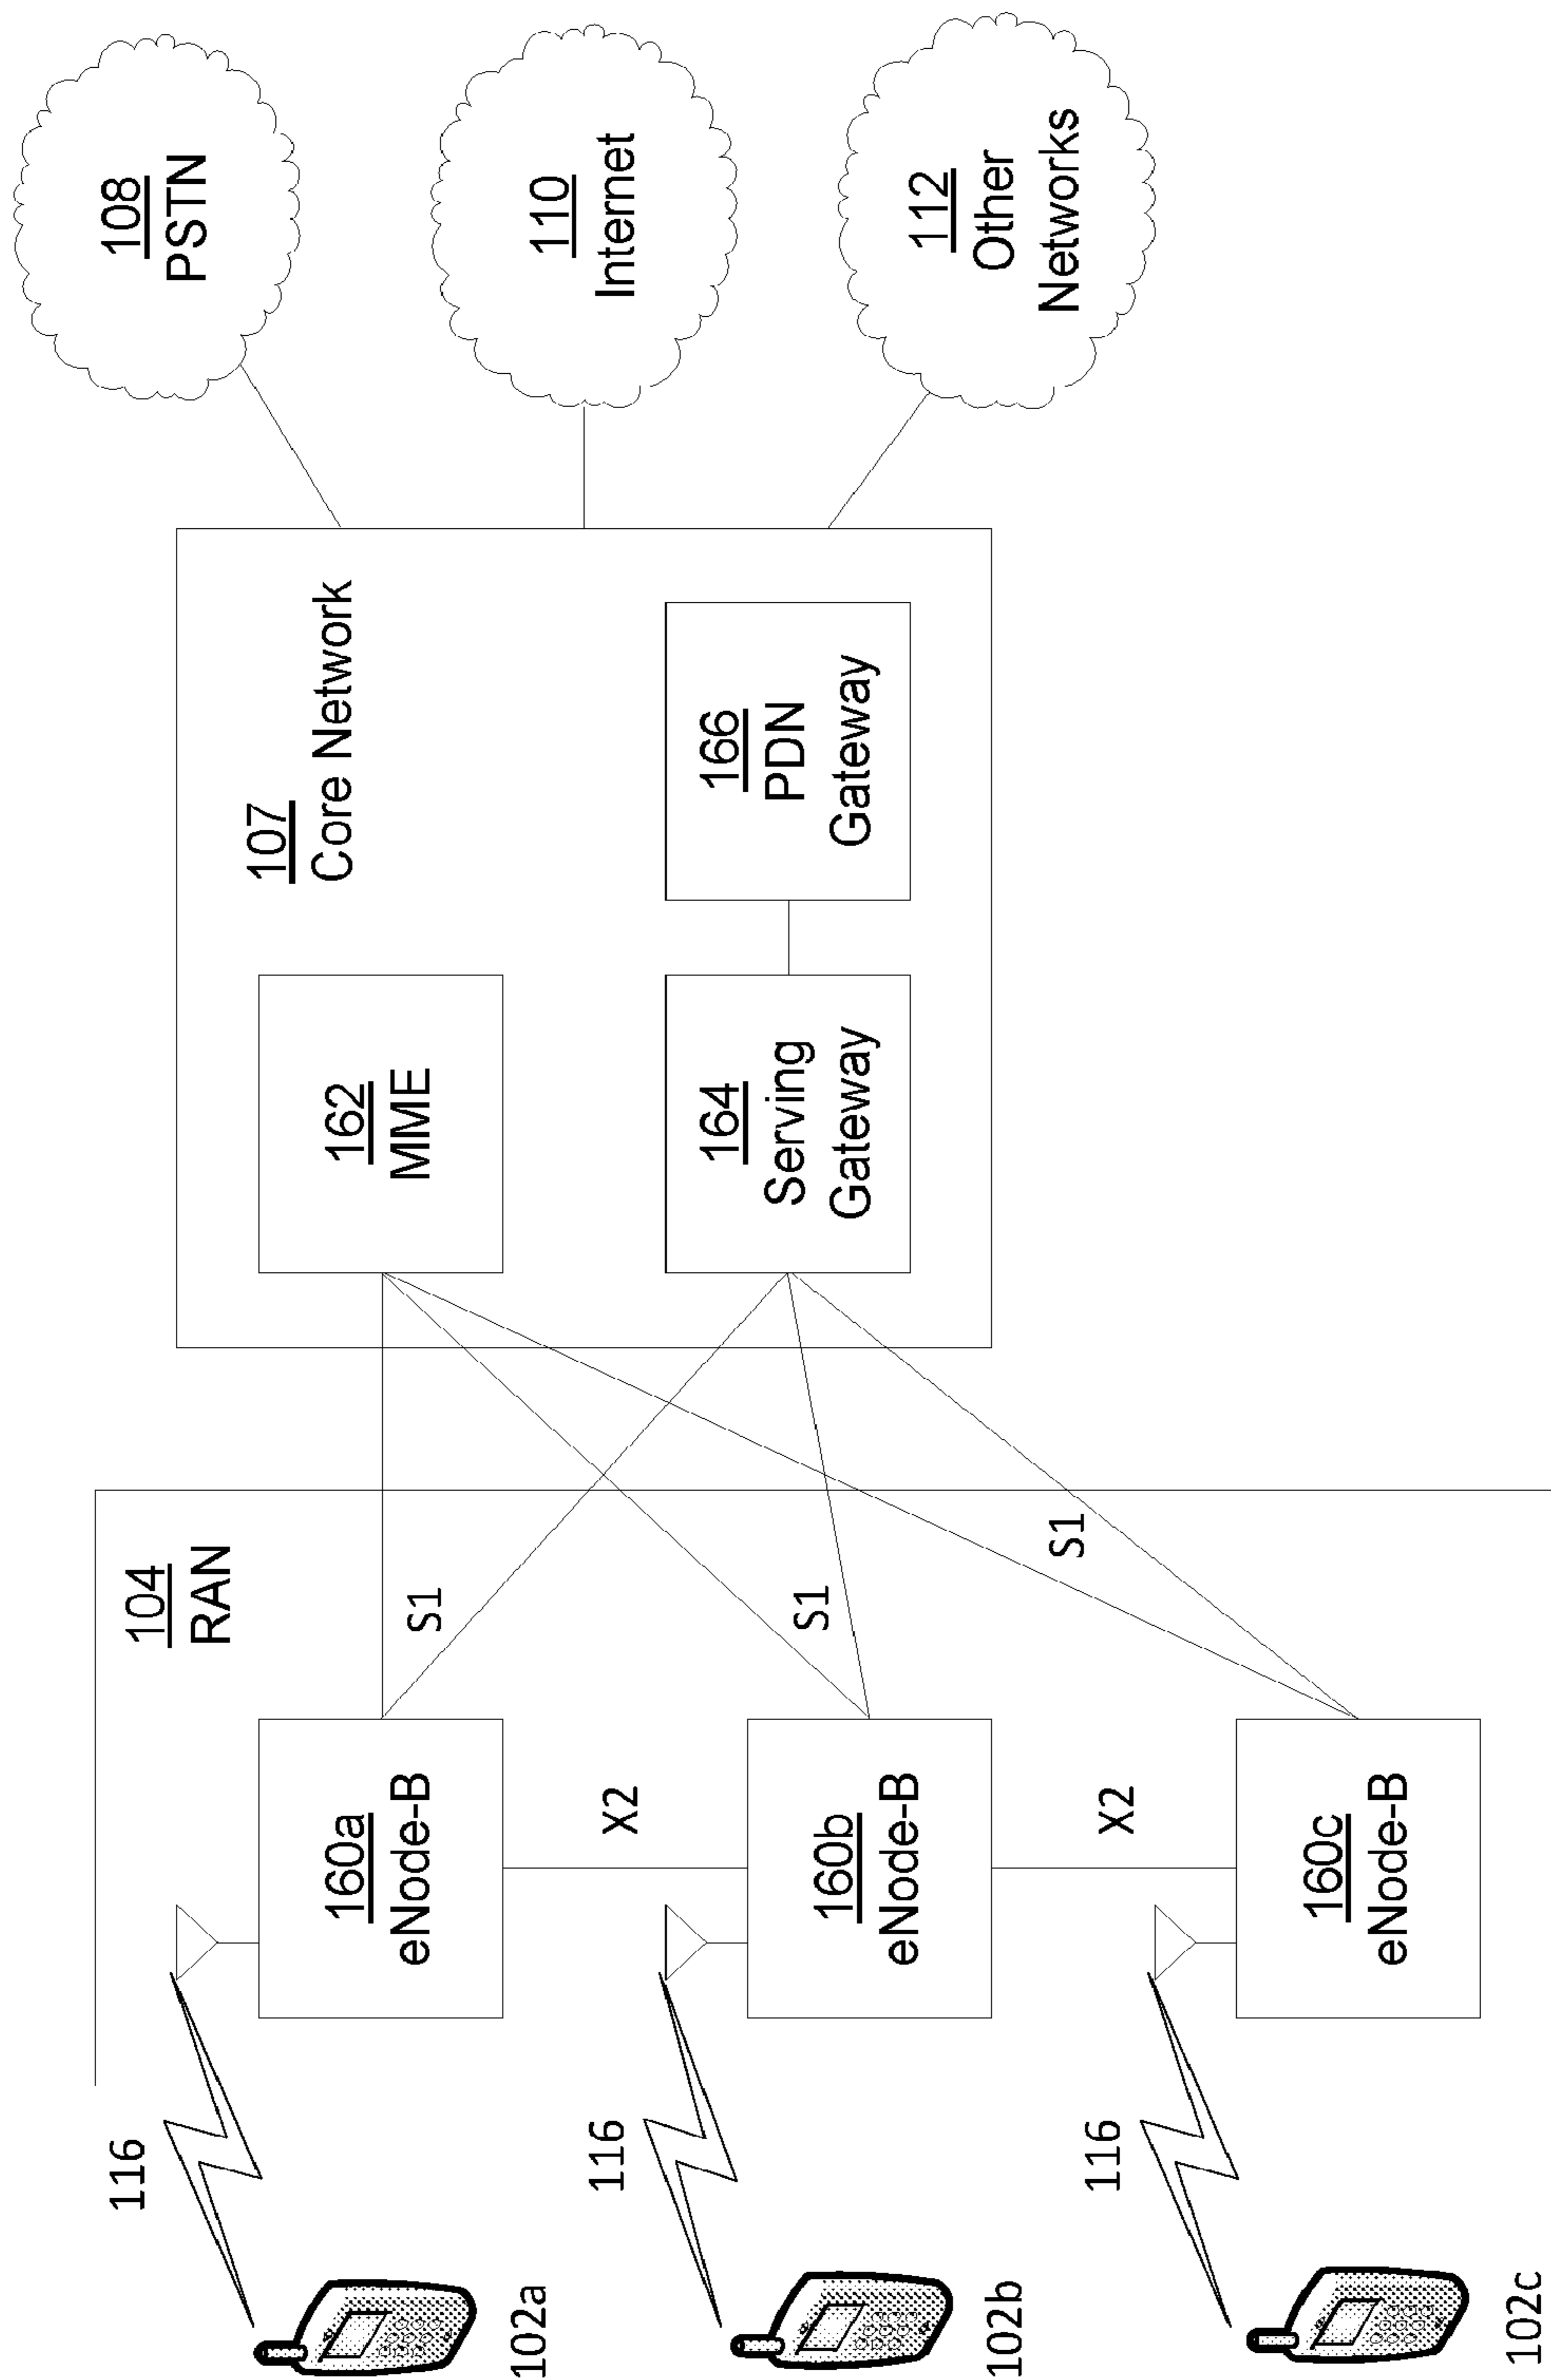 102a
102b
102c
116
116
116
104
RAN
160a
eNode-B
X2
160b
eNode-B
X2
160c
eNode-B
S1
S1
S1
107
Core Network
162
MME
164
Serving
Gateway
166
PDN
Gateway
108
PSTN
110
Internet
112
Other
Networks